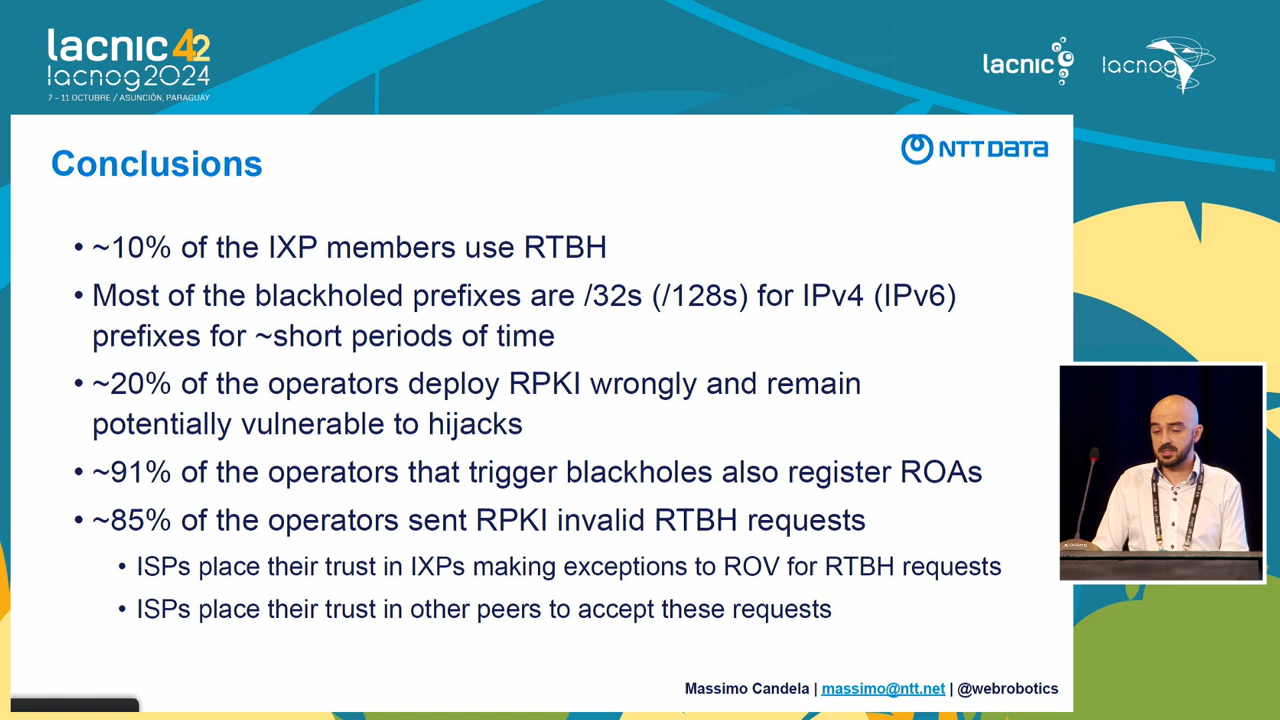 lacnic 42
lacnog2024
7 - 11 OCTUBRE / ASUNCIÓN, PARAGUAY
lacnic
lacnog
NTT DATA
Conclusions
• ~10% of the IXP members use RTBH
• Most of the blackholed prefixes are /32s (/128s) for IPv4 (IPv6)
prefixes for ~short periods of time
• ~20% of the operators deploy RPKI wrongly and remain
potentially vulnerable to hijacks
• ~91% of the operators that trigger blackholes also register ROAs
• ~85% of the operators sent RPKI invalid RTBH requests
• ISPs place their trust in IXPs making exceptions to ROV for RTBH requests
• ISPs place their trust in other peers to accept these requests
Massimo Candela | massimo@ntt.net | @webrobotics